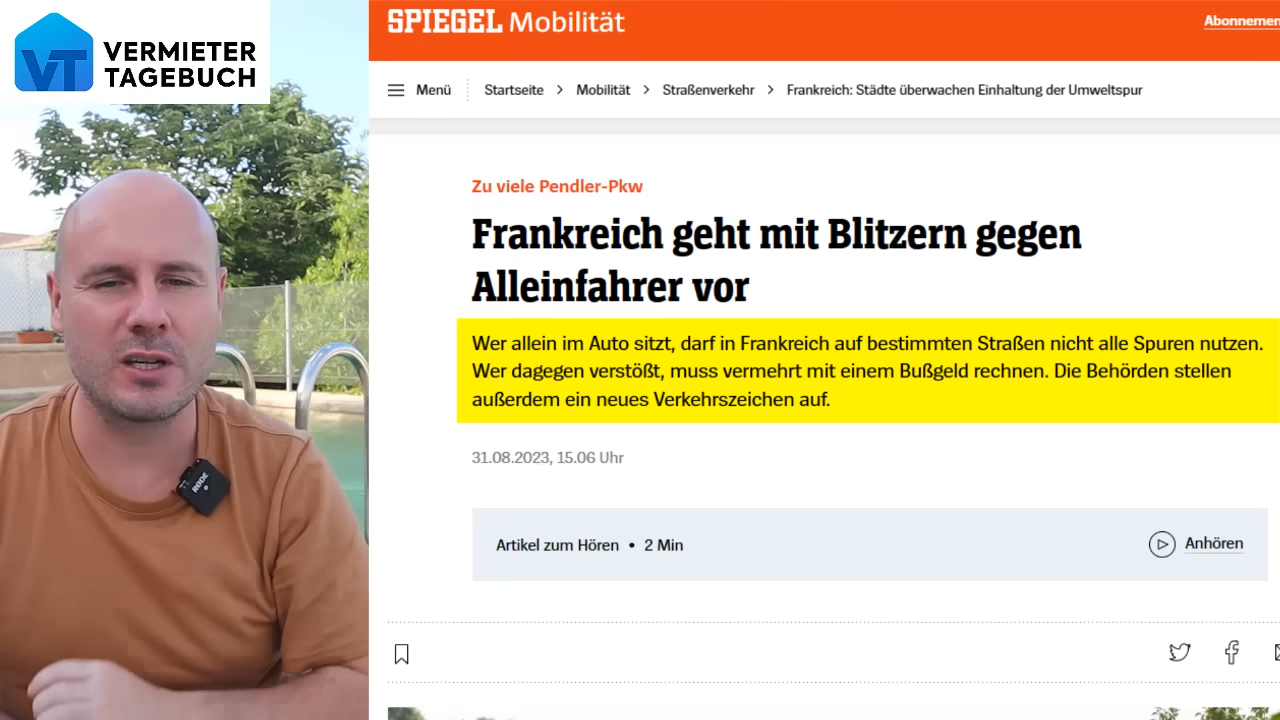 VERMIETER
TAGEBUCH
VT
SPIEGEL Mobilität
Abonnemen
Menü
Startseite > Mobilität > Straßenverkehr > Frankreich: Städte überwachen Einhaltung der Umweltspur
Zu viele Pendler-Pkw
Frankreich geht mit Blitzern gegen
Alleinfahrer vor
Wer allein im Auto sitzt, darf in Frankreich auf bestimmten Straßen nicht alle Spuren nutzen.
Wer dagegen verstößt, muss vermehrt mit einem Bußgeld rechnen. Die Behörden stellen
außerdem ein neues Verkehrszeichen auf.
31.08.2023, 15.06 Uhr
Artikel zum Hören • 2 Min
Anhören
RØDE